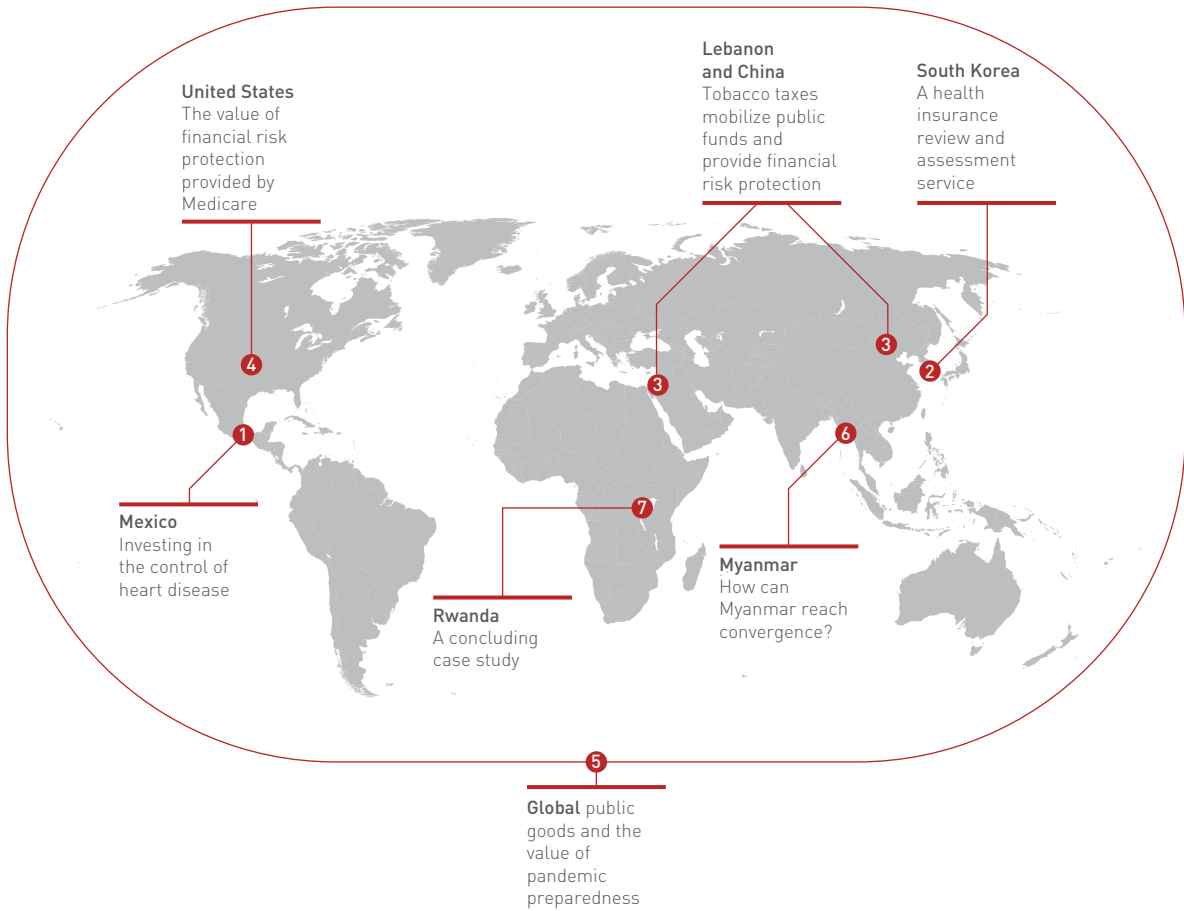 United States
The value of
financial risk
protection
provided by
Medicare
Lebanon
and China
Tobacco taxes
mobilize public
funds and
provide financial
risk protection
South Korea
A health
insurance
review and
assessment
service
4
3
3
2
1
6
7
Mexico
Investing in
the control of
heart disease
Rwanda
A concluding
case study
Myanmar
How can
Myanmar reach
convergence?
5
Global public
goods and the
value of
pandemic
preparedness